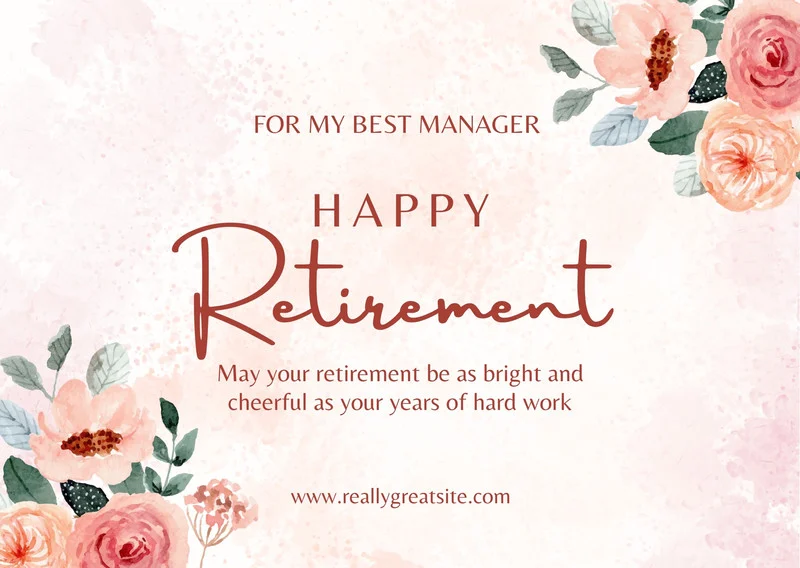 FOR MY BEST MANAGER
HAPPY
Retirement
May your retirement be as bright and
cheerful as your years of hard work
www.reallygreatsite.com